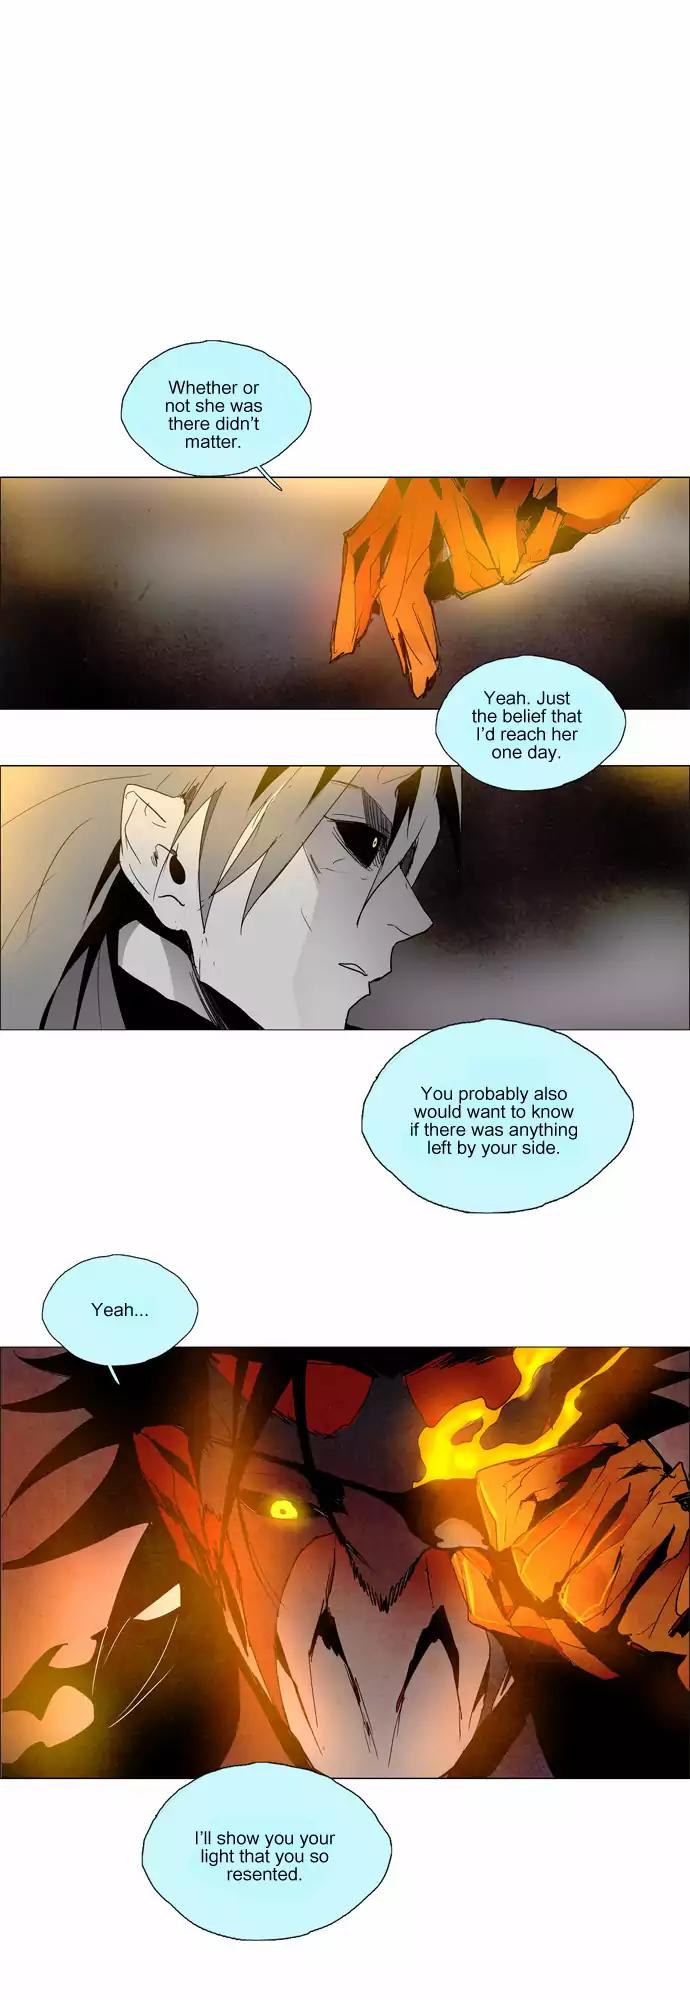 Whether or
not she was
there didn't
matter.
Yeah. Just
the belief that
I'd reach her
one day.
You probably also
would want to know
if there was anything
left by your side.
Yeah...
I'll show you your
light that you so
resented.